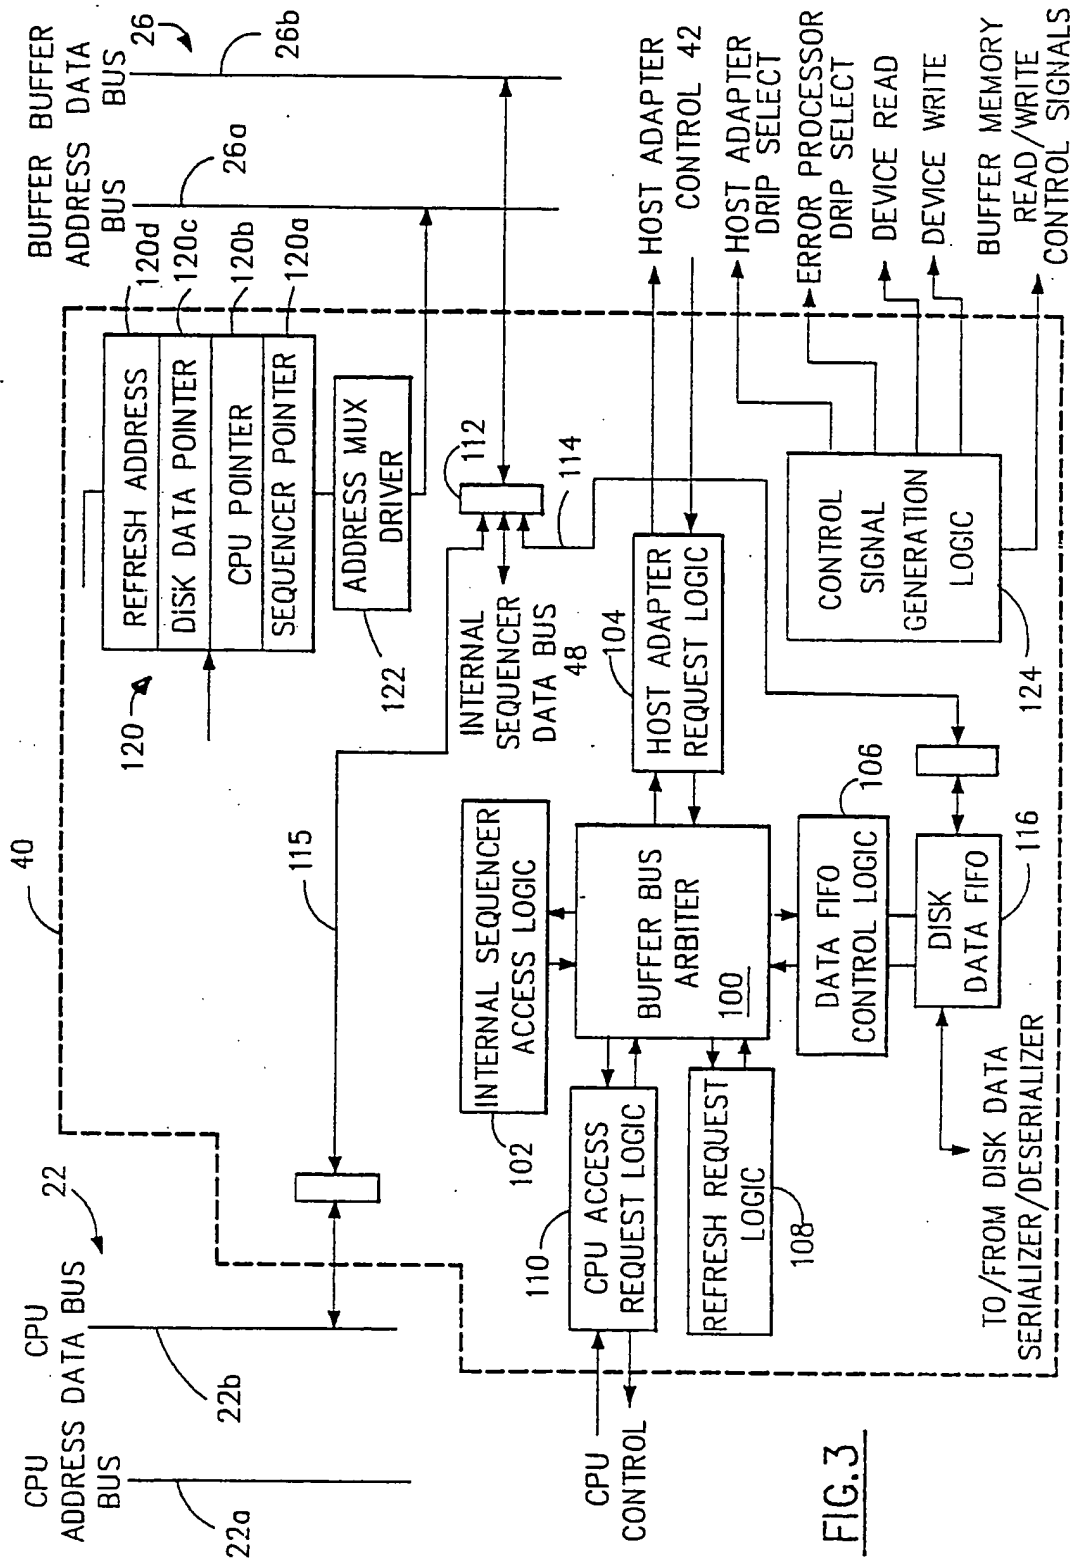 CPU
ADDRESS
BUS
CPU
DATA BUS
22
22a
22b
40
115
BUFFER
ADDRESS
BUS
BUFFER
DATA
BUS
26
26a
26b
120d
120c
120b
120a
REFRESH ADDRESS
DISK DATA POINTER
CPU POINTER
SEQUENCER POINTER
120
ADDRESS MUX
DRIVER
122
112
114
INTERNAL
SEQUENCER
DATA BUS
48
INTERNAL SEQUENCER
ACCESS LOGIC
102
CPU ACCESS
REQUEST LOGIC
110
CPU
CONTROL
BUFFER BUS
ARBITER
100
HOST ADAPTER
REQUEST LOGIC
104
HOST ADAPTER
CONTROL 42
REFRESH REQUEST
LOGIC
108
DATA FIFO
CONTROL LOGIC
106
DISK
DATA FIFO
116
TO/FROM DISK DATA
SERIALIZER/DESERIALIZER
CONTROL
SIGNAL
GENERATION
LOGIC
124
HOST ADAPTER
DRIP SELECT
ERROR PROCESSOR
DRIP SELECT
DEVICE READ
DEVICE WRITE
BUFFER MEMORY
READ/WRITE
CONTROL SIGNALS
FIG.3